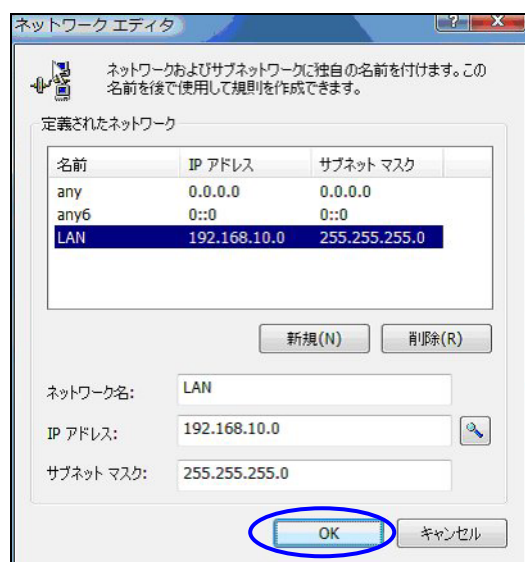 ネットワーク エディタ
ネットワークおよびサブネットワークに独自の名前を付けます。この
名前を後で使用して規則を作成できます。
定義されたネットワーク
名前 IP アドレス サブネット マスク
any 0.0.0.0 0.0.0.0
any6 0::0 0::0
LAN 192.168.10.0 255.255.255.0
新規(N) 削除(R)
ネットワーク名: LAN
IP アドレス: 192.168.10.0
サブネット マスク: 255.255.255.0
OK キャンセル